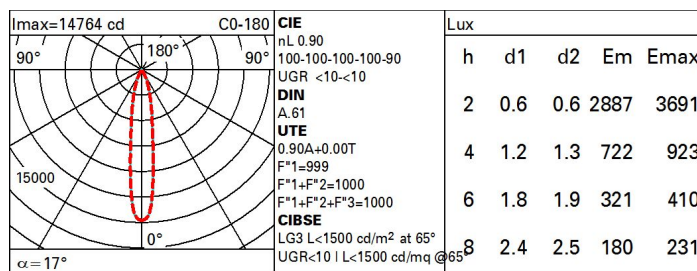 Imax=14764 cd C0-180
90° 180° 90°
15000
0°
α=17°
CIE
nL 0.90
100-100-100-100-90
UGR <10-<10
DIN
A.61
UTE
0.90A+0.00T
F"1=999
F"1+F"2=1000
F"1+F"2+F"3=1000
CIBSE
LG3 L<1500 cd/m² at 65°
UGR<10 | L<1500 cd/mq @65°
Lux
h d1 d2 Em Emax
2 0.6 0.6 2887 3691
4 1.2 1.3 722 923
6 1.8 1.9 321 410
8 2.4 2.5 180 231